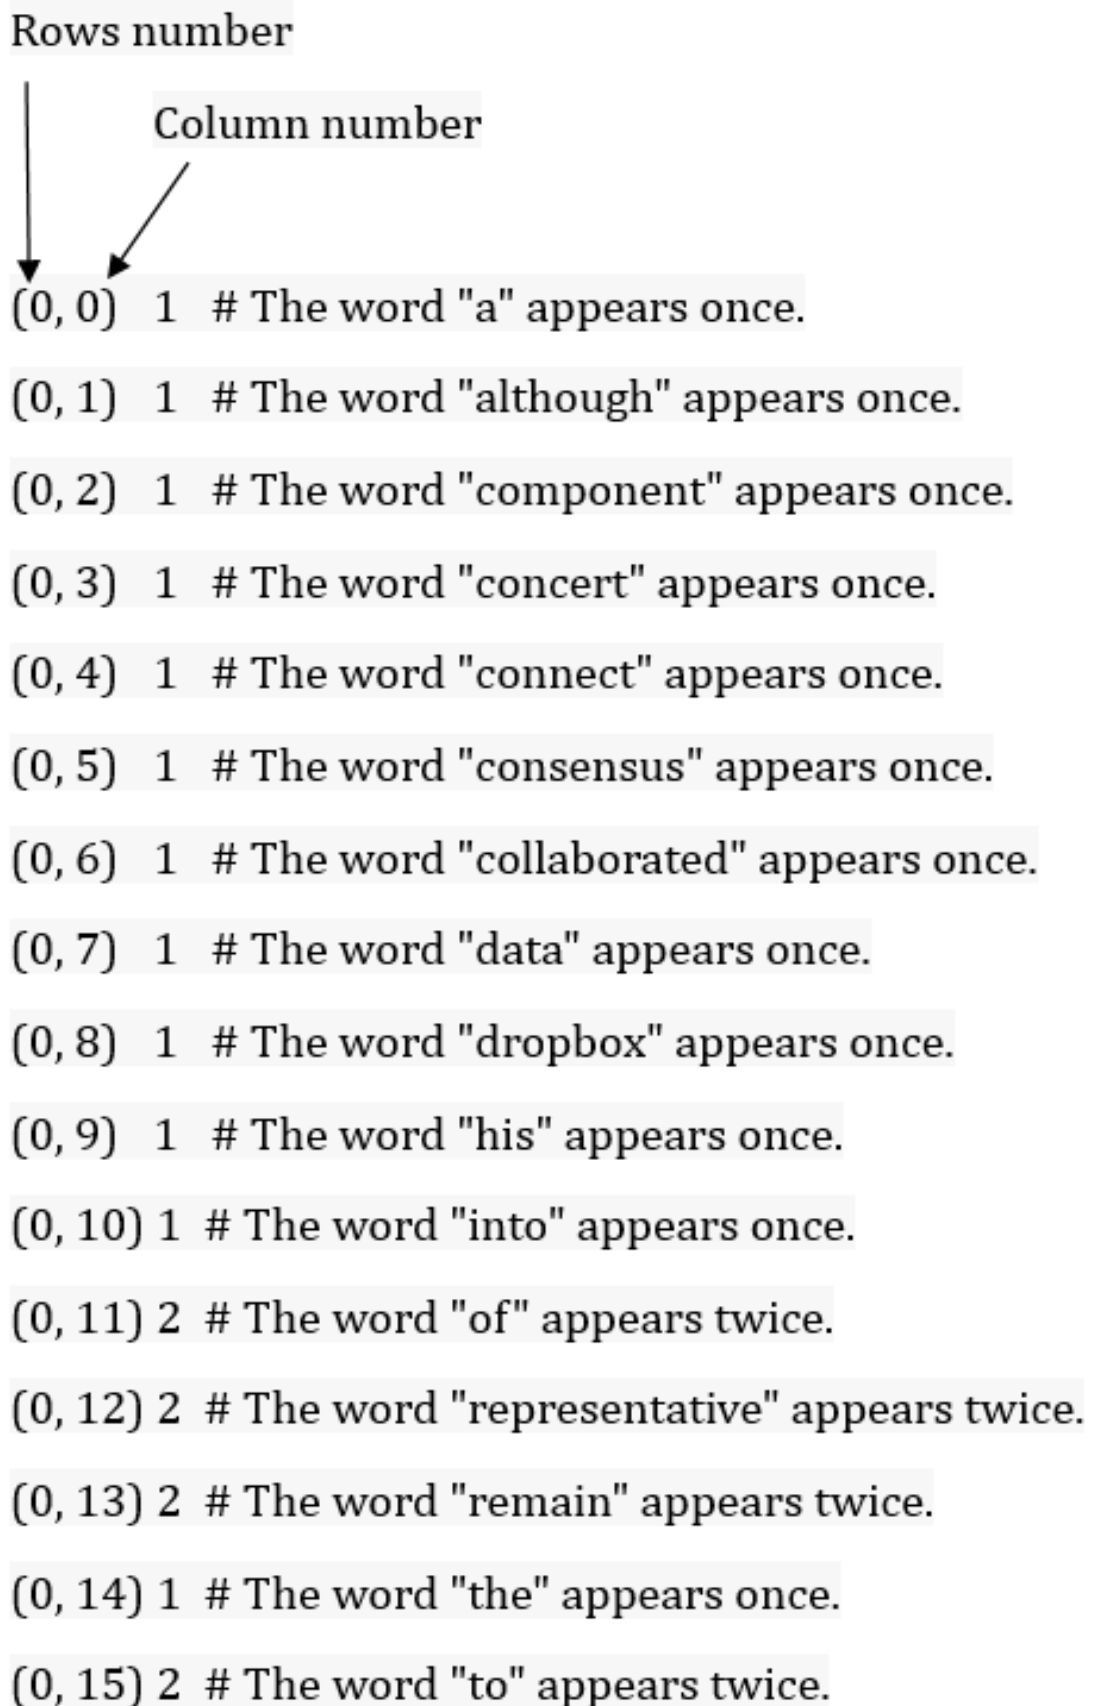 Rows number
Column number
(0, 0) 1 # The word "a" appears once.
(0, 1) 1 # The word "although" appears once.
(0, 2) 1 # The word "component" appears once.
(0, 3) 1 # The word "concert" appears once.
(0, 4) 1 # The word "connect" appears once.
(0, 5) 1 # The word "consensus" appears once.
(0, 6) 1 # The word "collaborated" appears once.
(0, 7) 1 # The word "data" appears once.
(0, 8) 1 # The word "dropbox" appears once.
(0, 9) 1 # The word "his" appears once.
(0, 10) 1 # The word "into" appears once.
(0, 11) 2 # The word "of" appears twice.
(0, 12) 2 # The word "representative" appears twice.
(0, 13) 2 # The word "remain" appears twice.
(0, 14) 1 # The word "the" appears once.
(0, 15) 2 # The word "to" appears twice.